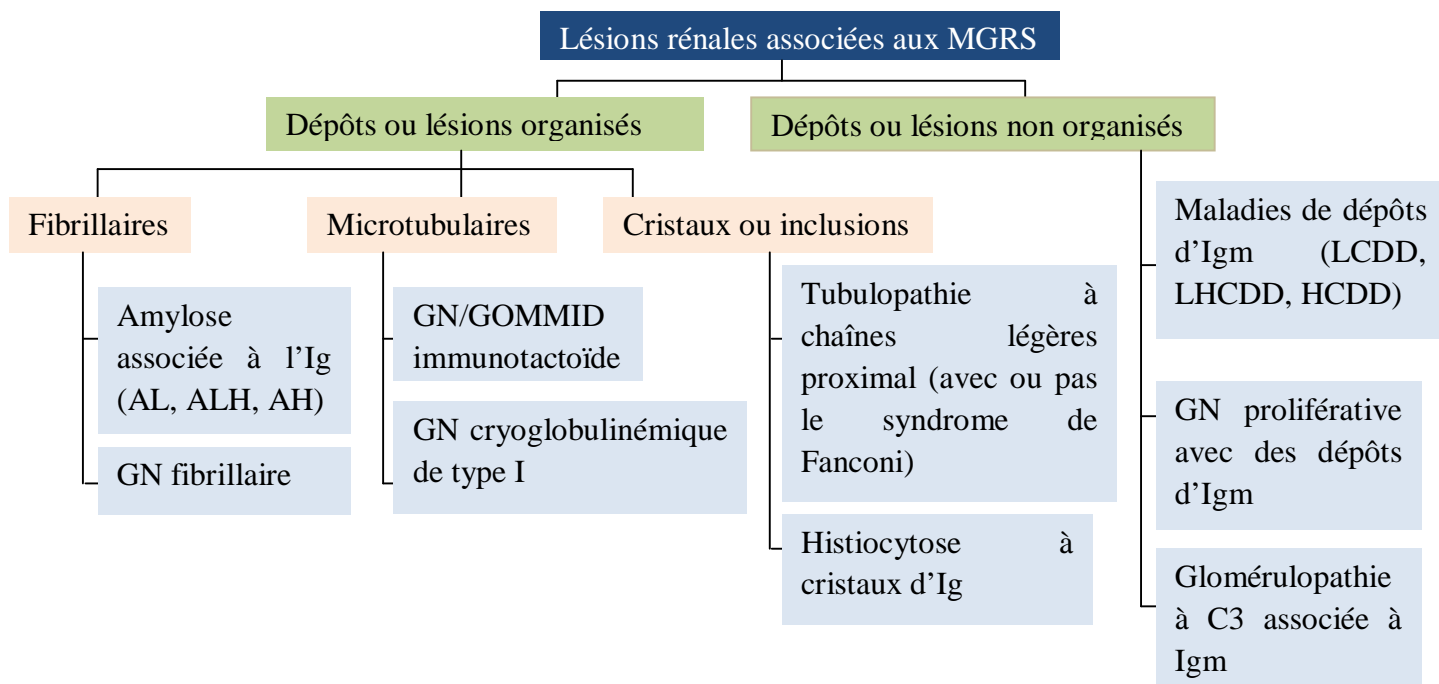 Lésions rénales associées aux MGRS
Dépôts ou lésions organisés
Dépôts ou lésions non organisés
Fibrillaires
Microtubulaires
Cristaux ou inclusions
Amylose
associée à l’Ig
(AL, ALH, AH)
GN fibrillaire
GN/GOMMID
immunotactoïde
GN cryoglobulinémique
de type I
Tubulopathie à
chaînes légères
proximal (avec ou pas
le syndrome de
Fanconi)
Histiocytose à
cristaux d’Ig
Maladies de dépôts
d’Igm (LCDD,
LHCDD, HCDD)
GN proliférative
avec des dépôts
d’Igm
Glomérulopathie
à C3 associée à
Igm